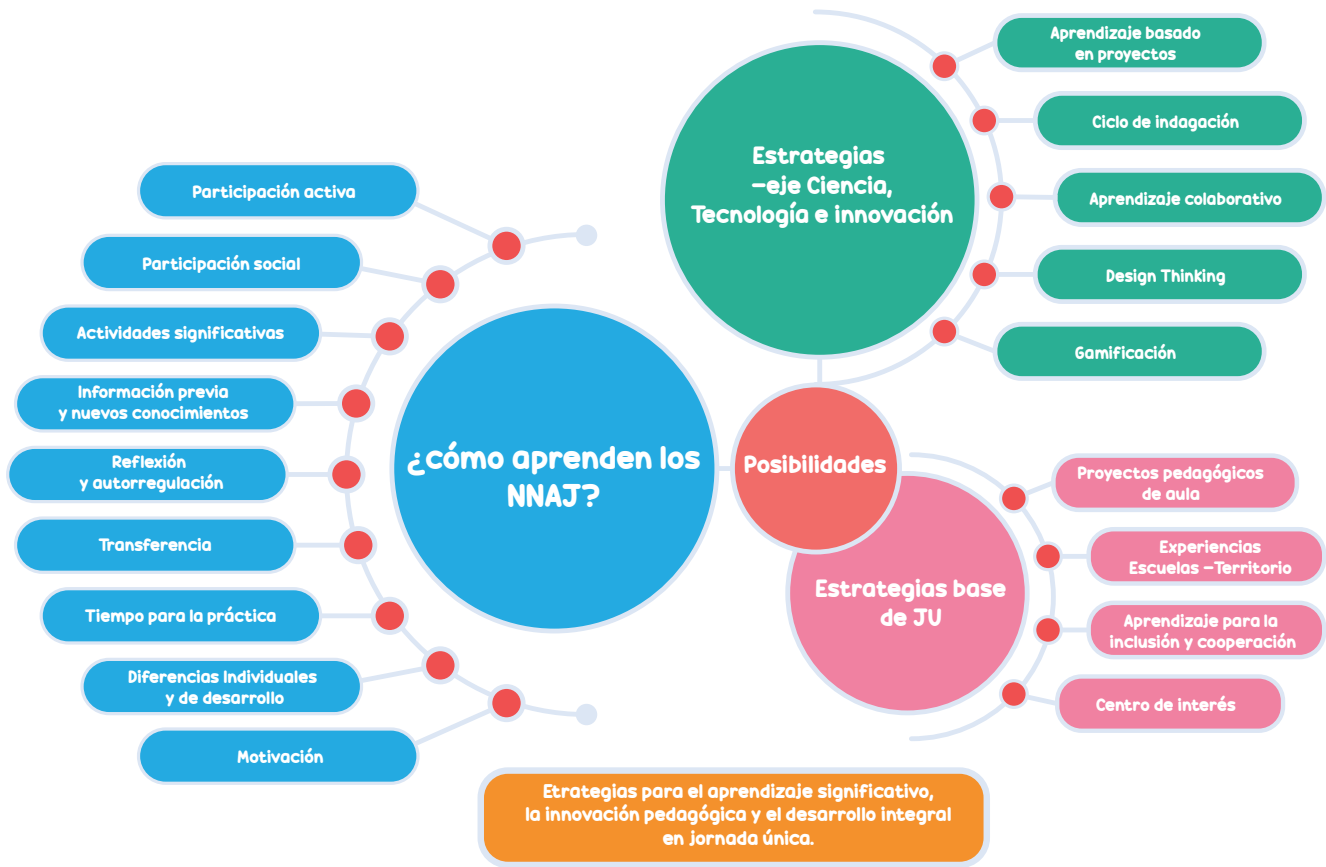 Participación activa
Participación social
Actividades significativas
Información previa
y nuevos conocimientos
Reflexión
y autorregulación
Transferencia
Tiempo para la práctica
Diferencias Individuales
y de desarrollo
Motivación
¿cómo aprenden los
NNAJ?
Posibilidades
Estrategias
-eje Ciencia,
Tecnología e innovación
Aprendizaje basado
en proyectos
Ciclo de indagación
Aprendizaje colaborativo
Design Thinking
Gamificación
Estrategias base
de JU
Proyectos pedagógicos
de aula
Experiencias
Escuelas -Territorio
Aprendizaje para la
inclusión y cooperación
Centro de interés
Etrategias para el aprendizaje significativo,
la innovación pedagógica y el desarrollo integral
en jornada única.